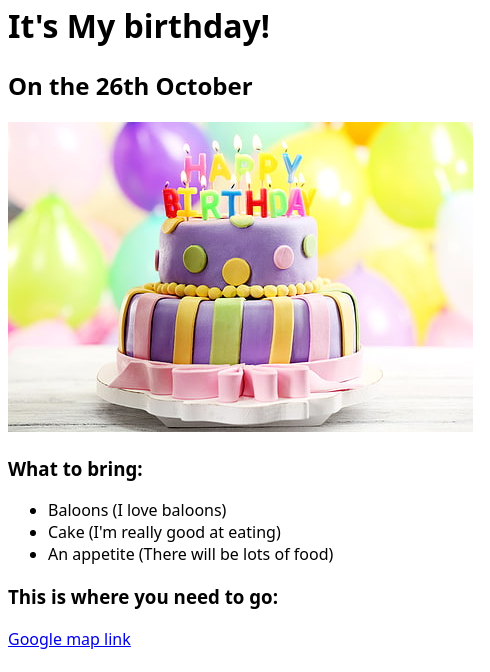 It's My birthday!
On the 26th October
HAPPY
BIRTHDAY
What to bring:
Baloons (I love baloons)
Cake (I'm really good at eating)
An appetite (There will be lots of food)
This is where you need to go:
Google map link